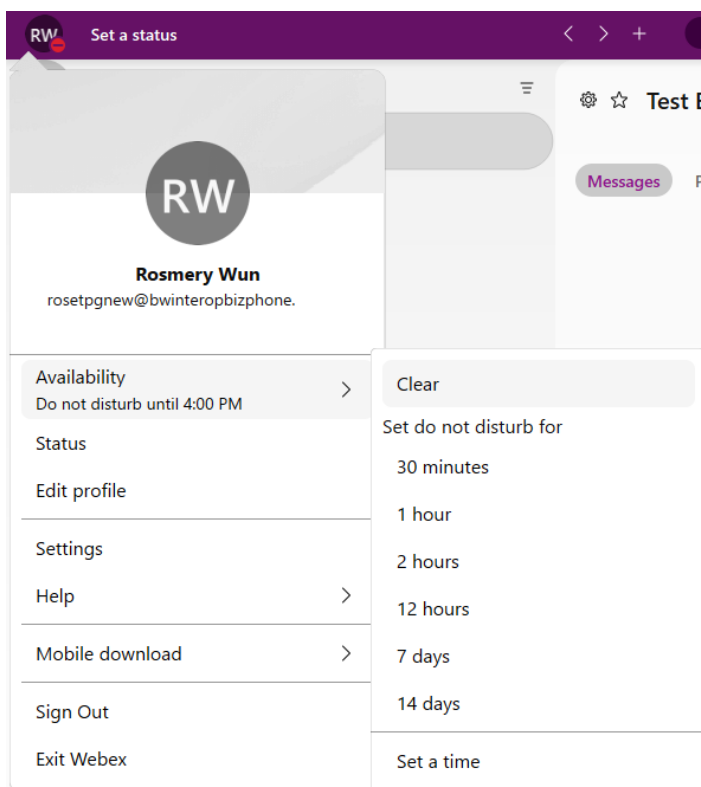 RW Set a status
Test
Messages
RW
Rosmery Wun
rosetpgnew@bwinteropbizphone.
Availability
Do not disturb until 4:00 PM
Status
Edit profile
Settings
Help
Mobile download
Sign Out
Exit Webex
Clear
Set do not disturb for
30 minutes
1 hour
2 hours
12 hours
7 days
14 days
Set a time